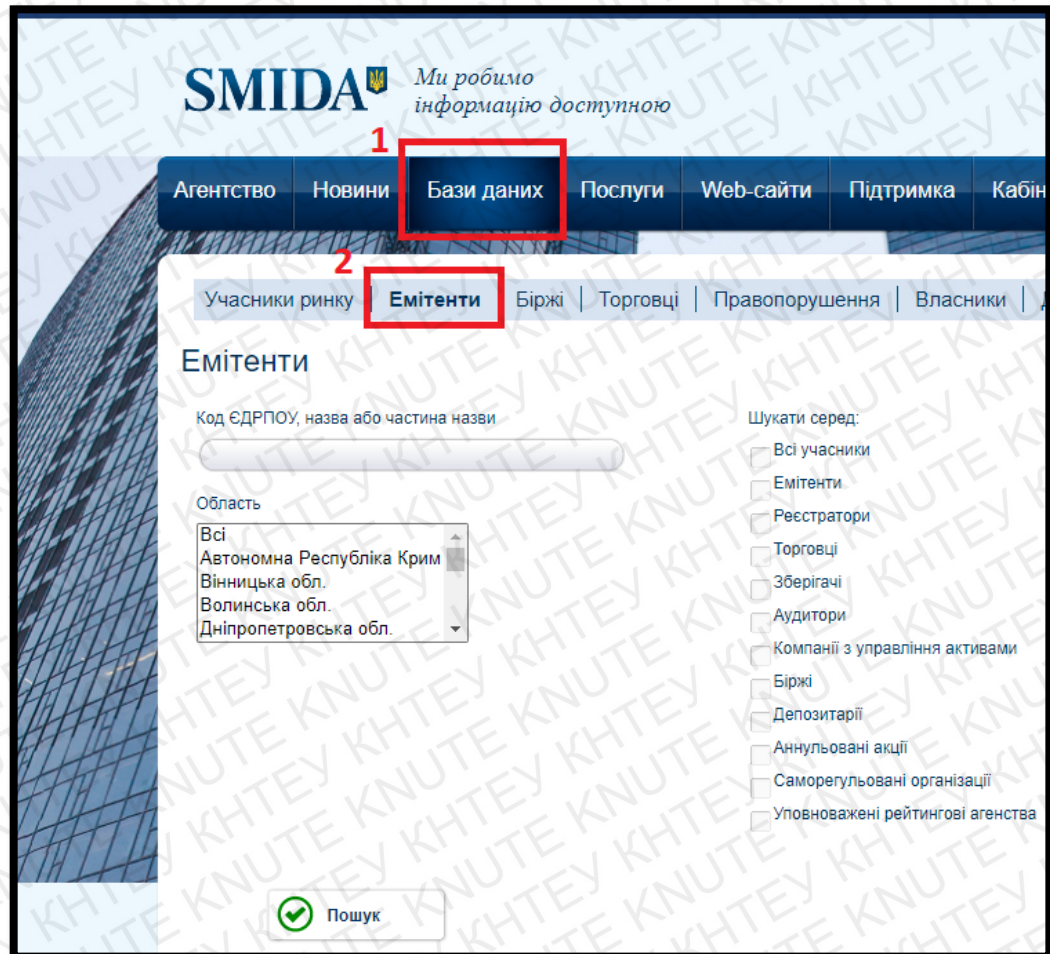 SMIDA
Ми робимо
інформацію доступною
1
Агентство Новини Бази даних Послуги Web-сайти Підтримка Кабін
2
Учасники ринку | Емітенти Біржі | Торговці | Правопорушення | Власники |
Емітенти
Код ЄДРПОУ, назва або частина назви
Область
Всі
Автономна Республіка Крим
Вінницька обл.
Волинська обл.
Дніпропетровська обл.
Шукати серед:
Всі учасники
Емітенти
Реєстратори
Торговці
Зберігачі
Аудитори
Компанії з управління активами
Біржі
Депозитарії
Аннульовані акції
Саморегульовані організації
Уповноважені рейтингові агенства
Пошук
KNUTE КНТЕУ